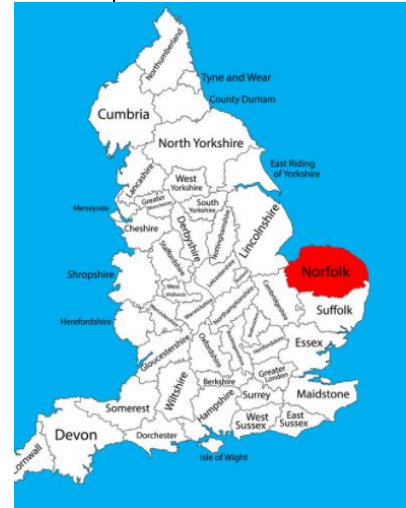 Northumberland
Tyne and Wear
County Durham
Cumbria
North Yorkshire
East Riding
of Yorkshire
Lancashire
West
Yorkshire
Merseyside
Greater
Manchester
South
Yorkshire
Cheshire
Derbyshire
Nottinghamshire
Lincolnshire
Shropshire
Staffordshire
Leicestershire
Norfolk
West
Midlands
Herefordshire
Warwickshire
Northamptonshire
Cambridgeshire
Suffolk
Gloucestershire
Oxfordshire
Hertfordshire
Essex
Greater
London
Wiltshire
Berkshire
Somerest
Hampshire
Surrey
Maidstone
West
Sussex
East
Sussex
Devon
Dorchester
Isle of Wight
Cornwall